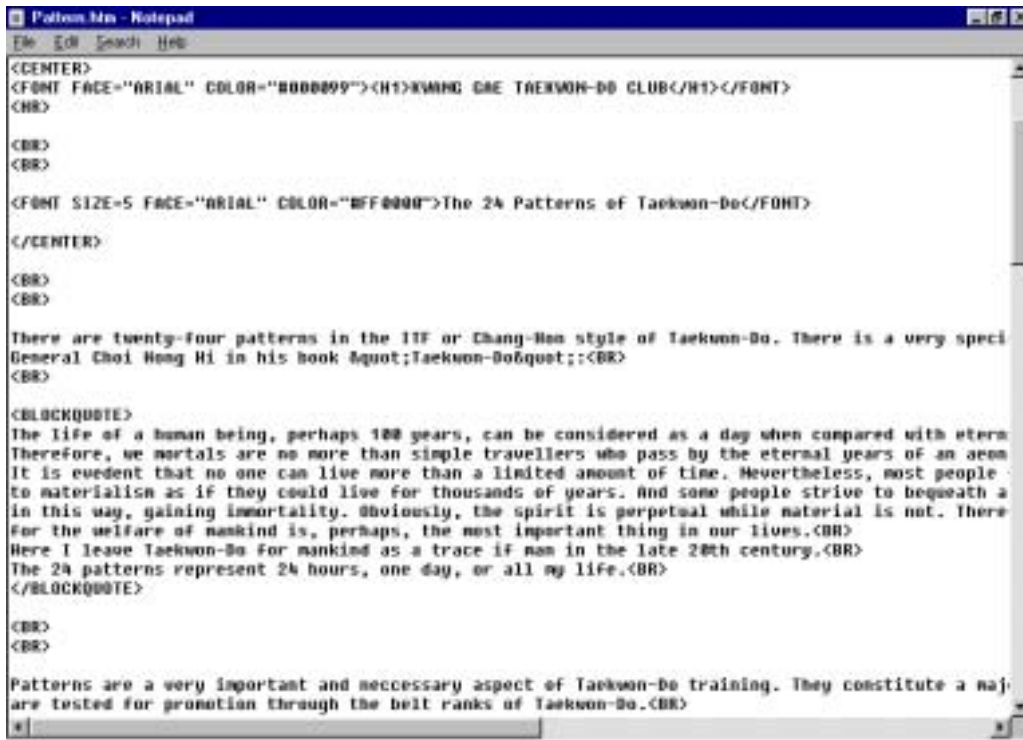 Pattern.htm - Notepad
File Edit Search Help
<CENTER>
<FONT FACE="ARIAL" COLOR="#000099"><H1>KWANG GAE TAEKWON-DO CLUB</H1></FONT>
<HR>
<BR>
<BR>
<FONT SIZE=5 FACE="ARIAL" COLOR="#FF0000">The 24 Patterns of Taekwon-Do</FONT>
</CENTER>
<BR>
<BR>
There are twenty-four patterns in the ITF or Chang-Hon style of Taekwon-Do. There is a very speci
General Choi Hong Hi in his book &quot;Taekwon-Do&quot;:<BR>
<BR>
<BLOCKQUOTE>
The life of a human being, perhaps 100 years, can be considered as a day when compared with etern
Therefore, we mortals are no more than simple travellers who pass by the eternal years of an aeon
It is evedent that no one can live more than a limited amount of time. Nevertheless, most people
to materialism as if they could live for thousands of years. And some people strive to bequeath a
in this way, gaining immortality. Obviously, the spirit is perpetual while material is not. There
for the welfare of mankind is, perhaps, the most important thing in our lives.<BR>
Here I leave Taekwon-Do for mankind as a trace if man in the late 20th century.<BR>
The 24 patterns represent 24 hours, one day, or all my life.<BR>
</BLOCKQUOTE>
<BR>
<BR>
Patterns are a very important and neccessary aspect of Taekwon-Do training. They constitute a maj
are tested for promotion through the belt ranks of Taekwon-Do.<BR>